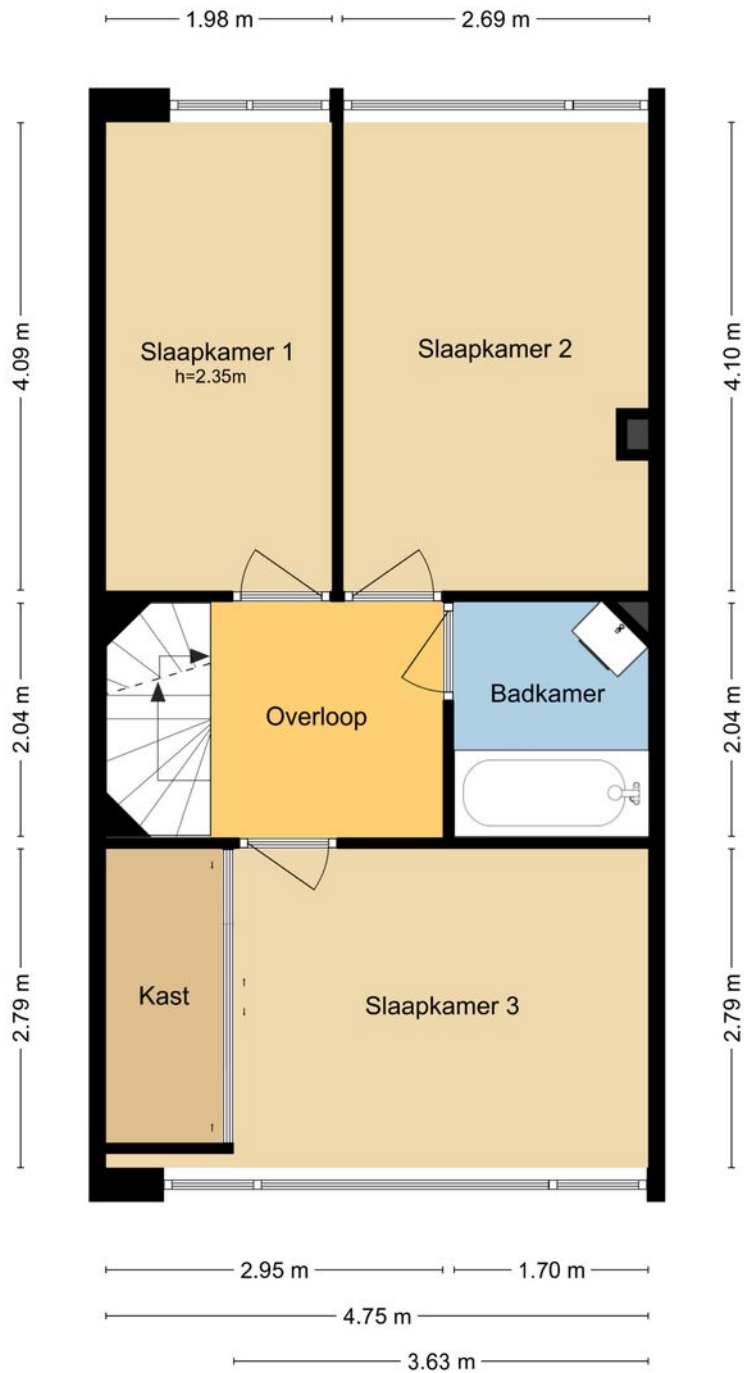 1.98 m
2.69 m
4.09 m
4.10 m
Slaapkamer 1
h=2.35m
Slaapkamer 2
2.04 m
2.04 m
Overloop
Badkamer
2.79 m
2.79 m
Kast
Slaapkamer 3
2.95 m
1.70 m
4.75 m
3.63 m